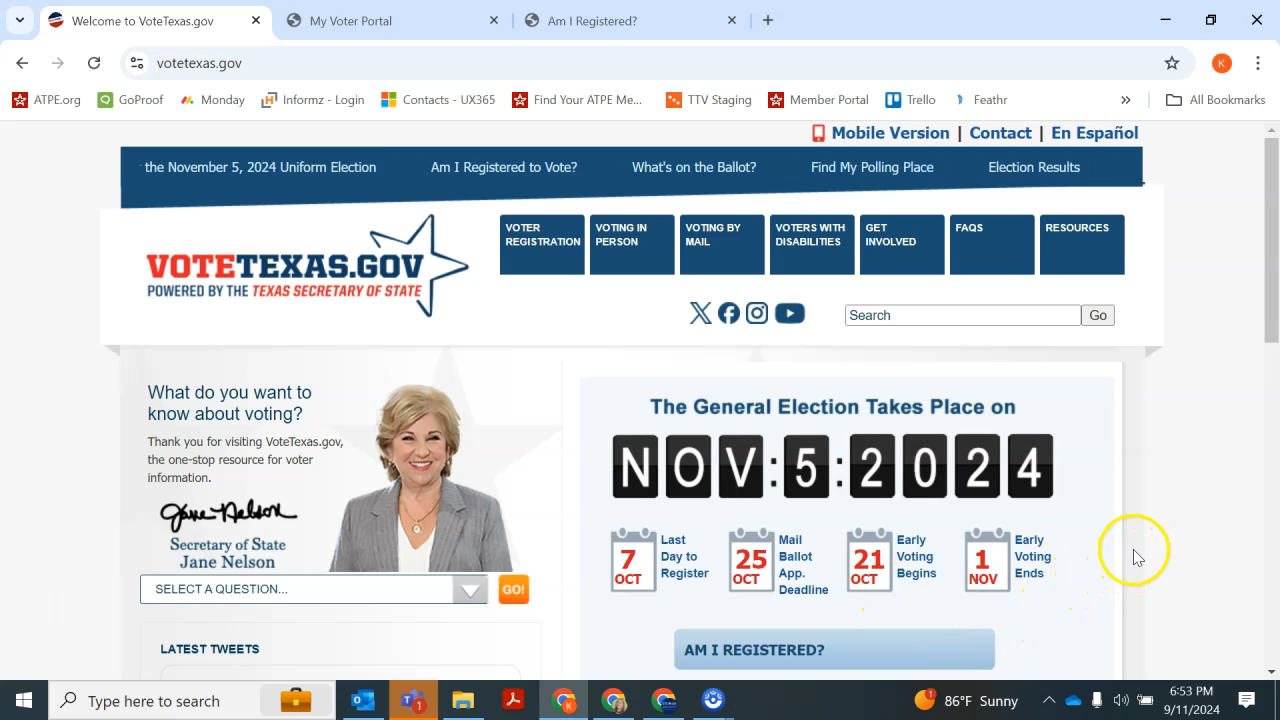 Welcome to VoteTexas.gov
My Voter Portal
Am I Registered?
votetexas.gov
K
ATPE.org
GoProof
Monday
Informz - Login
Contacts - UX365
Find Your ATPE Me...
TTV Staging
Member Portal
Trello
Feathr
»
All Bookmarks
Mobile Version | Contact | En Español
the November 5, 2024 Uniform Election
Am I Registered to Vote?
What's on the Ballot?
Find My Polling Place
Election Results
VOTETEXAS.GOV
POWERED BY THE TEXAS SECRETARY OF STATE
VOTER
REGISTRATION
VOTING IN
PERSON
VOTING BY
MAIL
VOTERS WITH
DISABILITIES
GET
INVOLVED
FAQS
RESOURCES
Search
Go
What do you want to
know about voting?
Thank you for visiting VoteTexas.gov,
the one-stop resource for voter
information.
Jane Nelson
Secretary of State
Jane Nelson
SELECT A QUESTION...
GO!
LATEST TWEETS
The General Election Takes Place on
NOV:5:2024
7
OCT
Last
Day to
Register
25
OCT
Mail
Ballot
App.
Deadline
21
OCT
Early
Voting
Begins
1
NOV
Early
Voting
Ends
AM I REGISTERED?
Type here to search
1
K
1
86°F Sunny
6:53 PM
9/11/2024